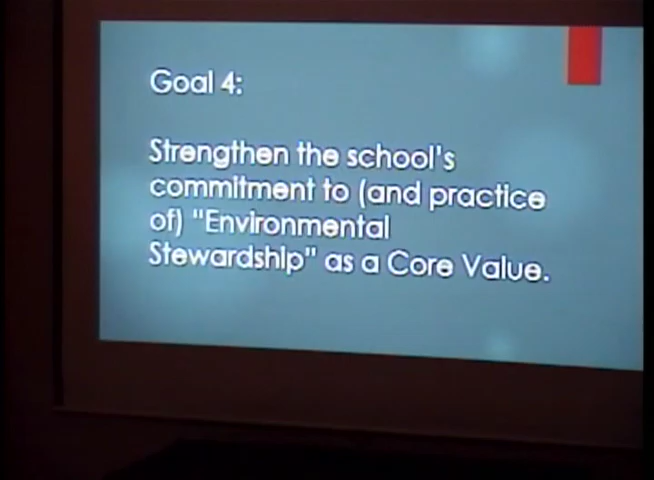 Goal 4:
Strengthen the school's
commitment to (and practice
of) "Environmental
Stewardship" as a Core Value.